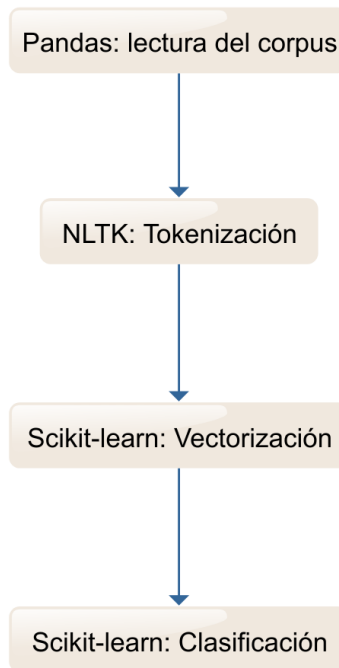 Pandas: lectura del corpus
NLTK: Tokenización
Scikit-learn: Vectorización
Scikit-learn: Clasificación